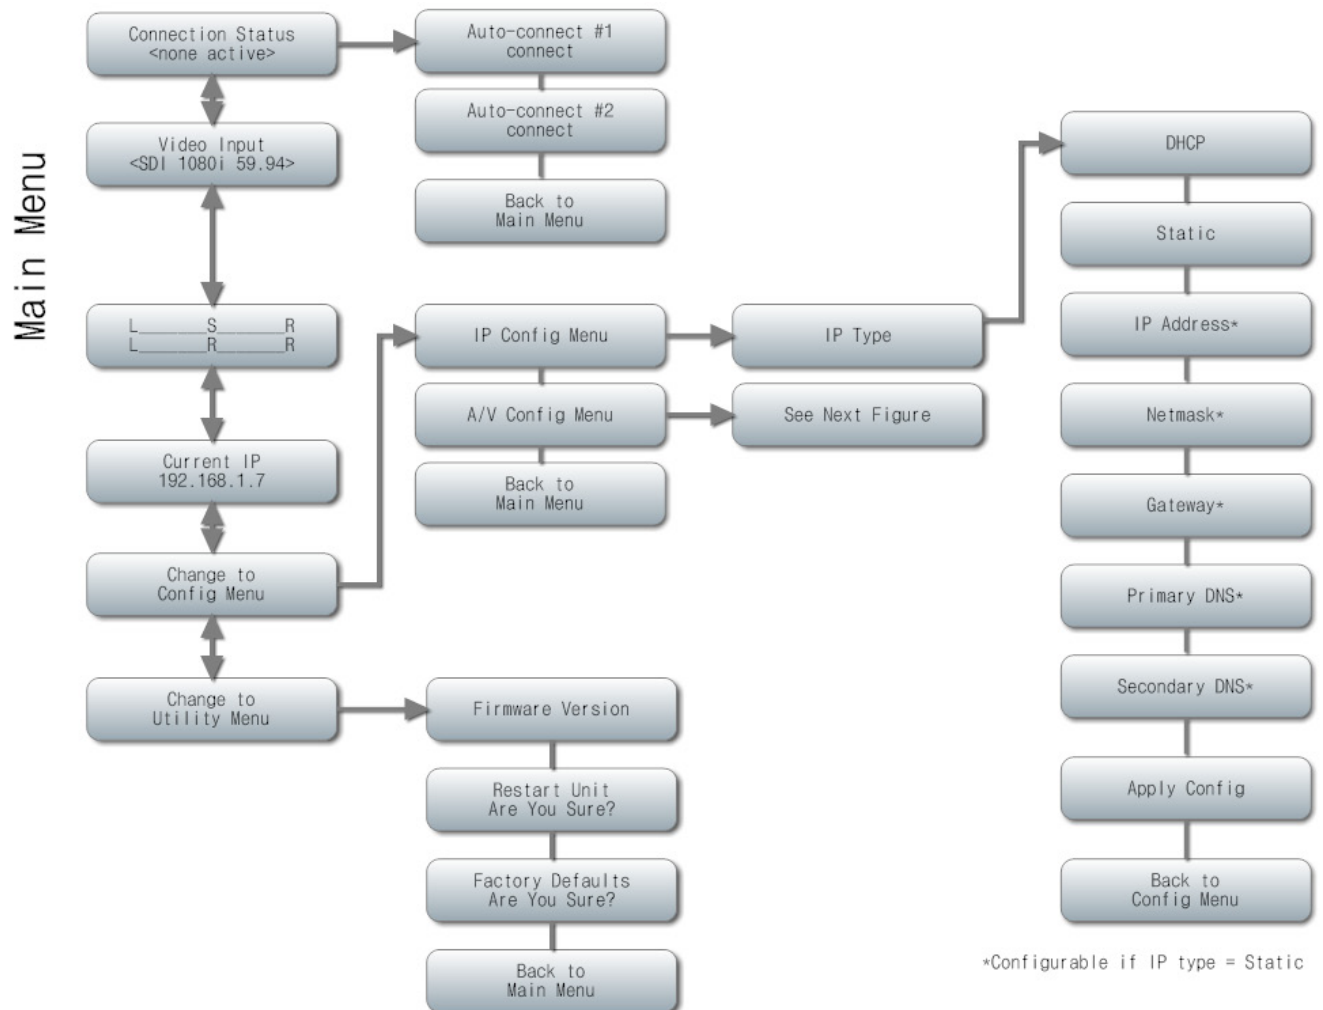 Main Menu
Connection Status
<none active>
Video Input
<SDI 1080i 59.94>
L______S______R
L______R______R
Current IP
192.168.1.7
Change to
Config Menu
Change to
Utility Menu
Auto-connect #1
connect
Auto-connect #2
connect
Back to
Main Menu
IP Config Menu
A/V Config Menu
Back to
Main Menu
Firmware Version
Restart Unit
Are You Sure?
Factory Defaults
Are You Sure?
Back to
Main Menu
IP Type
See Next Figure
DHCP
Static
IP Address*
Netmask*
Gateway*
Primary DNS*
Secondary DNS*
Apply Config
Back to
Config Menu
*Configurable if IP type = Static